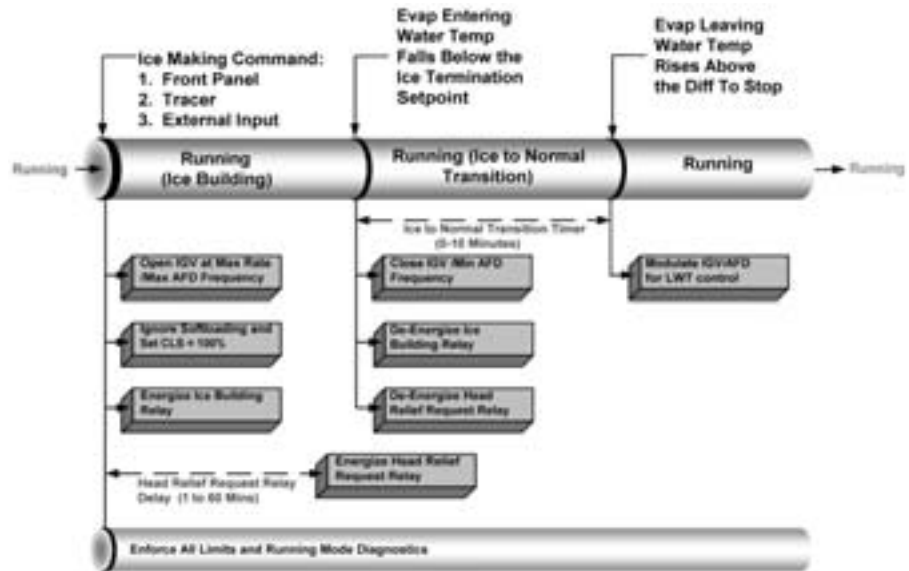 Ice Making Command:
1. Front Panel
2. Tracer
3. External Input
Evap Entering
Water Temp
Falls Below the
Ice Termination
Setpoint
Evap Leaving
Water Temp
Rises Above
the Diff To Stop
Running
Running
(Ice Building)
Running (Ice to Normal
Transition)
Running
Running
Ice to Normal Transition Timer
(0-10 Minutes)
Open IGV at Max Rate
/Max AFD Frequency
Close IGV /Min AFD
Frequency
Modulate IGV/AFD
for LWT control
Ignore Softloading and
Set CLS = 100%
De-Energize Ice
Building Relay
Energize Ice Building
Relay
De-Energize Head
Relief Request Relay
Energize Head Relief
Request Relay
Head Relief Request Relay
Delay (1 to 60 Mins)
Enforce All Limits and Running Mode Diagnostics